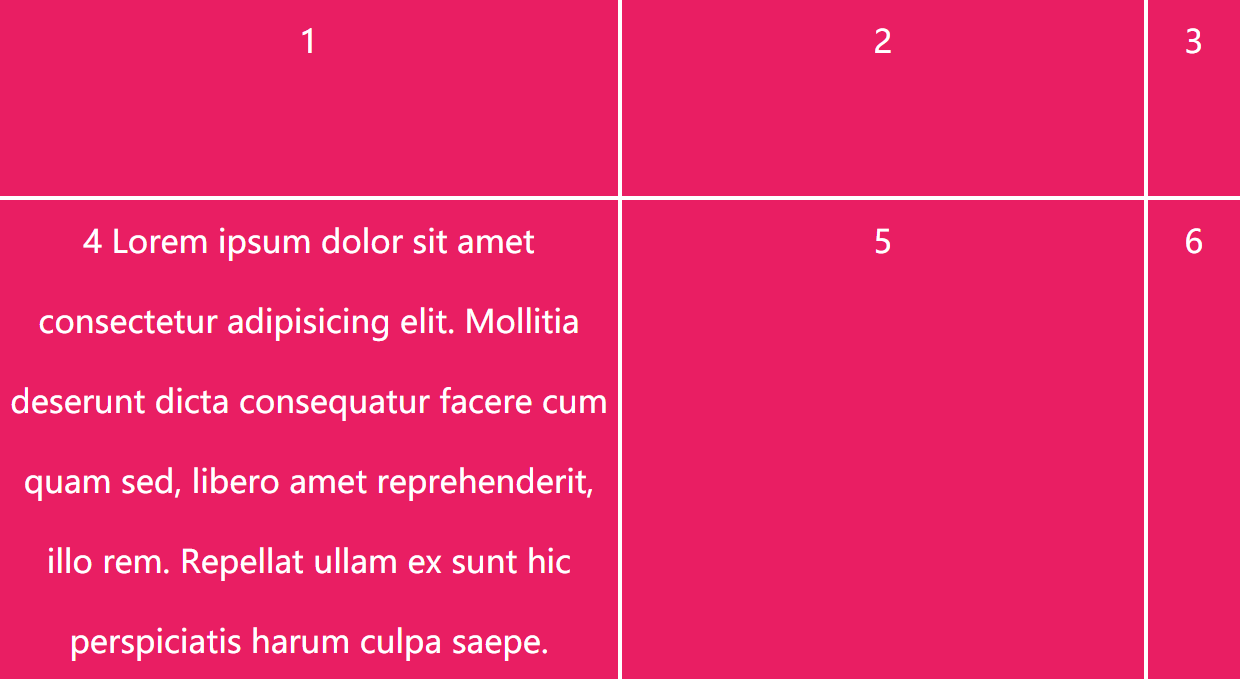 1
2
3
4 Lorem ipsum dolor sit amet
consectetur adipisicing elit. Mollitia
deserunt dicta consequatur facere cum
quam sed, libero amet reprehenderit,
illo rem. Repellat ullam ex sunt hic
perspiciatis harum culpa saepe.
5
6